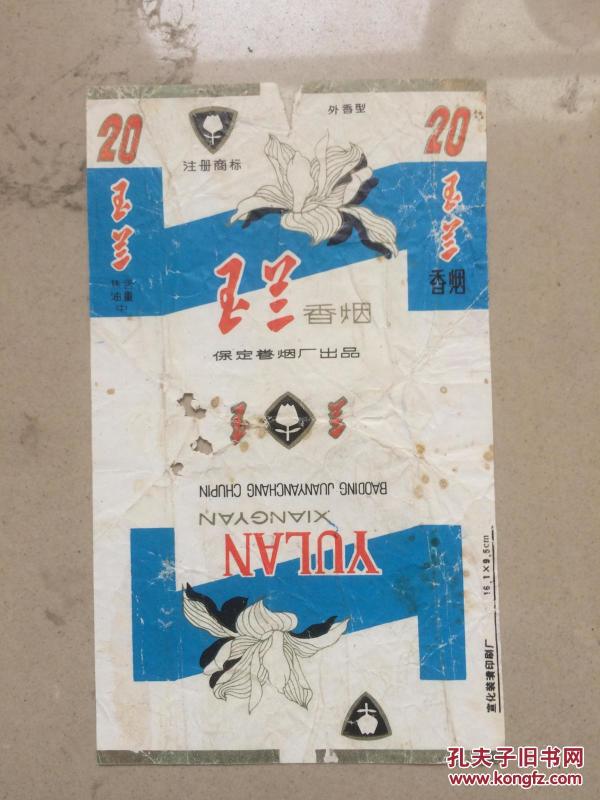 外香型
20
20
注册商标
玉兰
玉兰
香烟
焦油含量
中
玉兰
香烟
保定卷烟厂出品
玉
兰
BAODING JUANYANCHANG CHUPIN
XIANGYAN
YULAN
16.1×9.5cm
宣化装潢印刷厂
孔夫子旧书网
www.kongfz.com